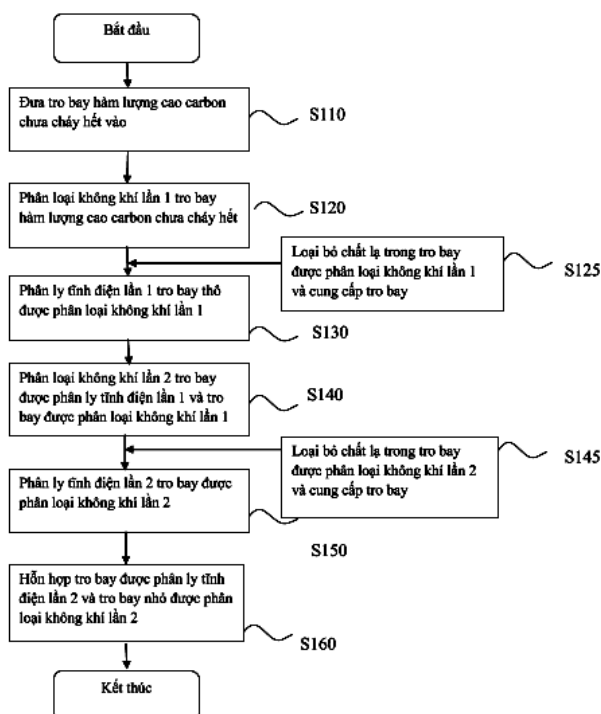 Bắt đầu
Đưa tro bay hàm lượng cao carbon
chưa cháy hết vào
S110
Phân loại không khí lần 1 tro bay
hàm lượng cao carbon chưa cháy hết
S120
Loại bỏ chất lạ trong tro bay
được phân loại không khí lần 1
và cung cấp tro bay
S125
Phân ly tĩnh điện lần 1 tro bay thô
được phân loại không khí lần 1
S130
Phân loại không khí lần 2 tro bay
được phân ly tĩnh điện lần 1 và tro
bay được phân loại không khí lần 1
S140
Loại bỏ chất lạ trong tro bay
được phân loại không khí lần 2
và cung cấp tro bay
S145
Phân ly tĩnh điện lần 2 tro bay được
phân loại không khí lần 2
S150
Hỗn hợp tro bay được phân ly tĩnh
điện lần 2 và tro bay nhỏ được phân
loại không khí lần 2
S160
Kết thúc